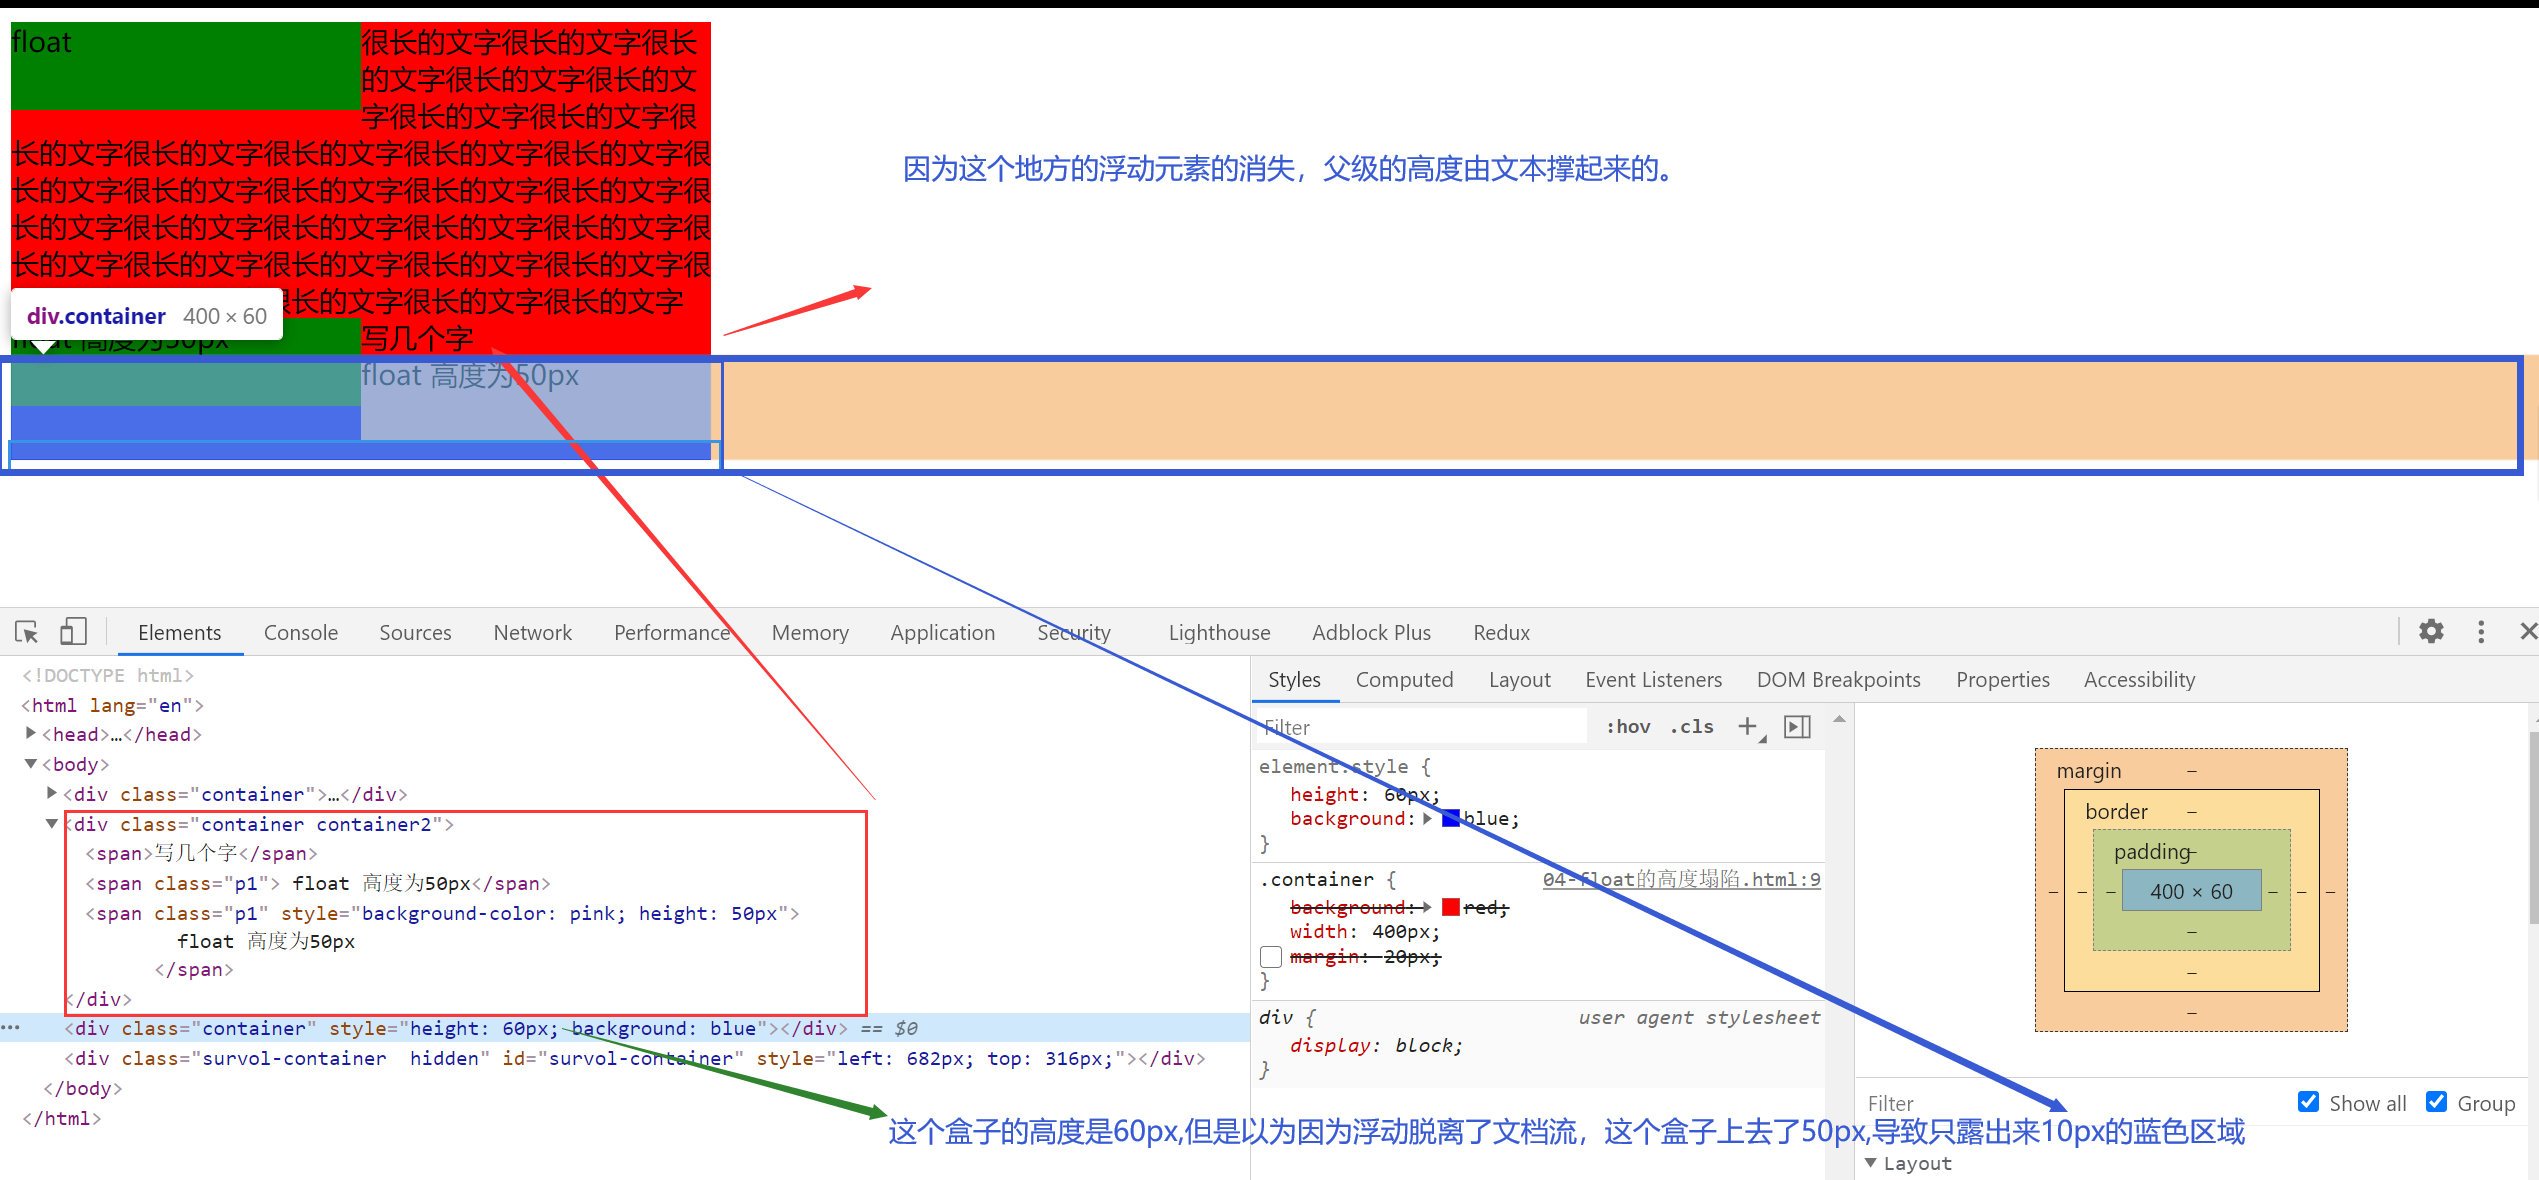 float
很长的文字很长的文字很长
的文字很长的文字很长的文
字很长的文字很长的文字很
长的文字很长的文字很长的文字很长的文字很长的文字很
长的文字很长的文字很长的文字很长的文字很长的文字很
长的文字很长的文字很长的文字很长的文字很长的文字很
长的文字很长的文字很长的文字很长的文字很长的文字很
很长的文字很长的文字很长的文字
div.container 400 × 60
float 高度为50px
写几个字
float 高度为50px
因为这个地方的浮动元素的消失，父级的高度由文本撑起来的。
Elements Console Sources Network Performance Memory Application Security Lighthouse Adblock Plus Redux
<!DOCTYPE html>
<html lang="en">
<head>…</head>
<body>
<div class="container">…</div>
<div class="container container2">
<span>写几个字</span>
<span class="p1"> float 高度为50px</span>
<span class="p1" style="background-color: pink; height: 50px">
float 高度为50px
</span>
</div>
<div class="container" style="height: 60px; background: blue"></div> == $0
<div class="survol-container  hidden" id="survol-container" style="left: 682px; top: 316px;"></div>
</body>
</html>
这个盒子的高度是60px,但是以为因为浮动脱离了文档流，这个盒子上去了50px,导致只露出来10px的蓝色区域
Styles Computed Layout Event Listeners DOM Breakpoints Properties Accessibility
Filter :hov .cls
element.style {
height: 60px;
background: blue;
}
.container { 04-float的高度塌陷.html:9
background: red;
width: 400px;
margin: 20px;
}
div { user agent stylesheet
display: block;
}
margin –
border –
padding –
– – – 400 × 60 – – –
–
–
–
Filter Show all Group
Layout